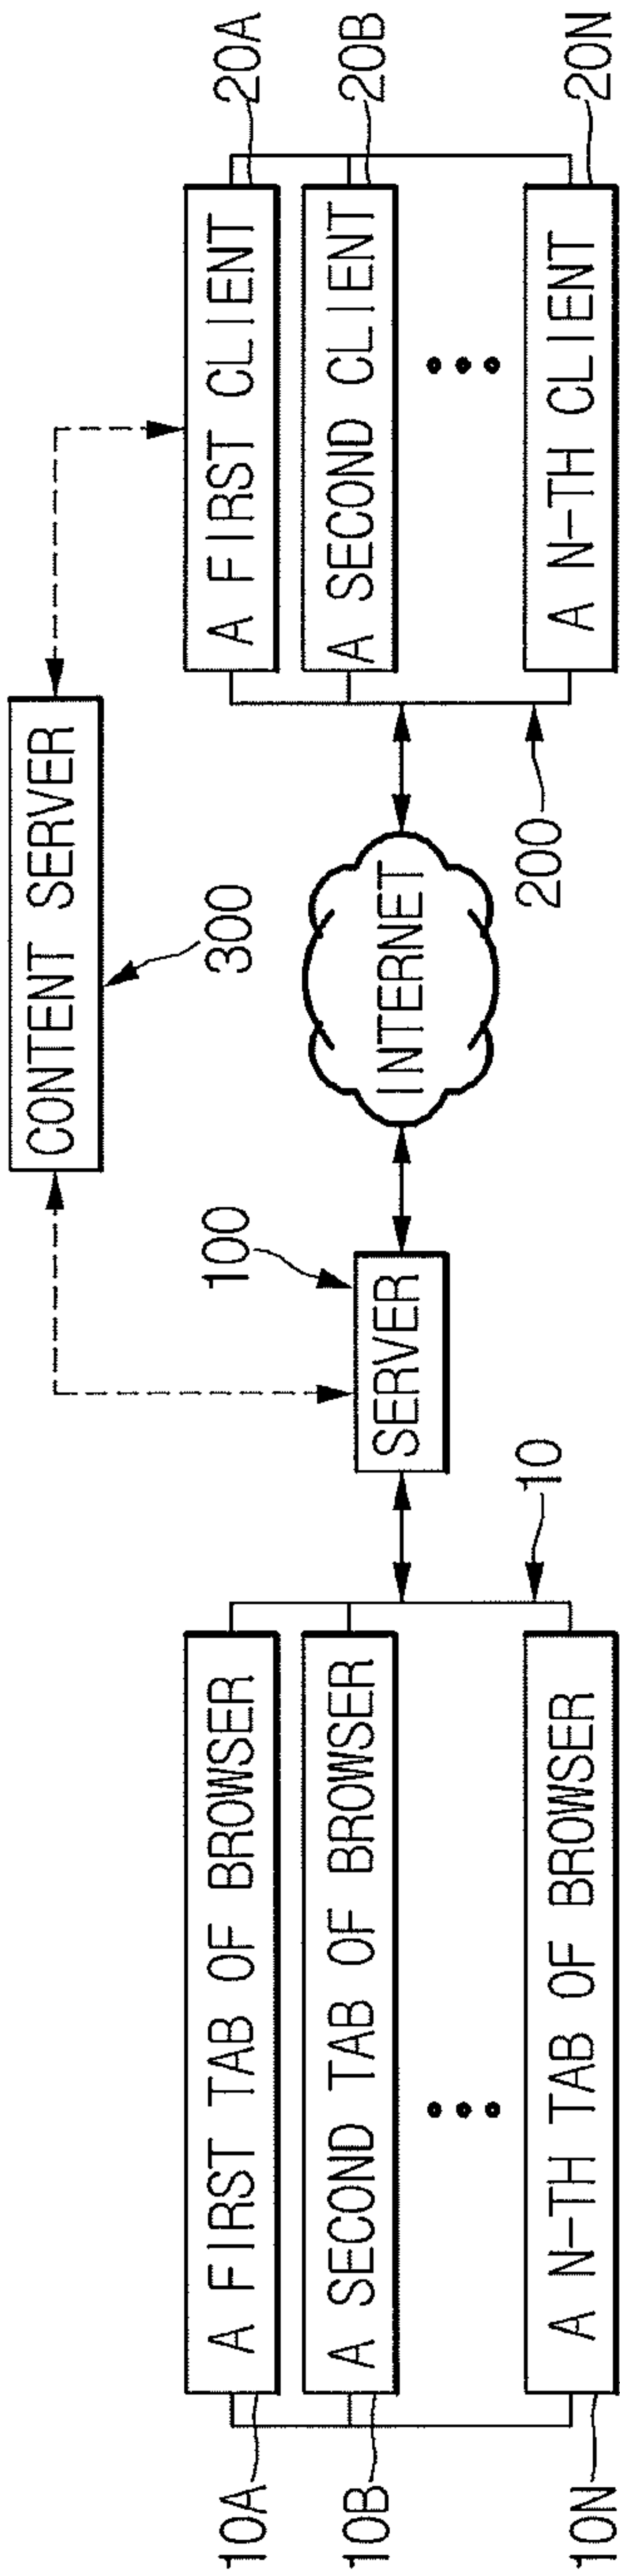 CONTENT SERVER
300
10A
A FIRST TAB OF BROWSER
10B
A SECOND TAB OF BROWSER
10N
A N-TH TAB OF BROWSER
10
100
SERVER
INTERNET
200
A FIRST CLIENT
20A
A SECOND CLIENT
20B
A N-TH CLIENT
20N